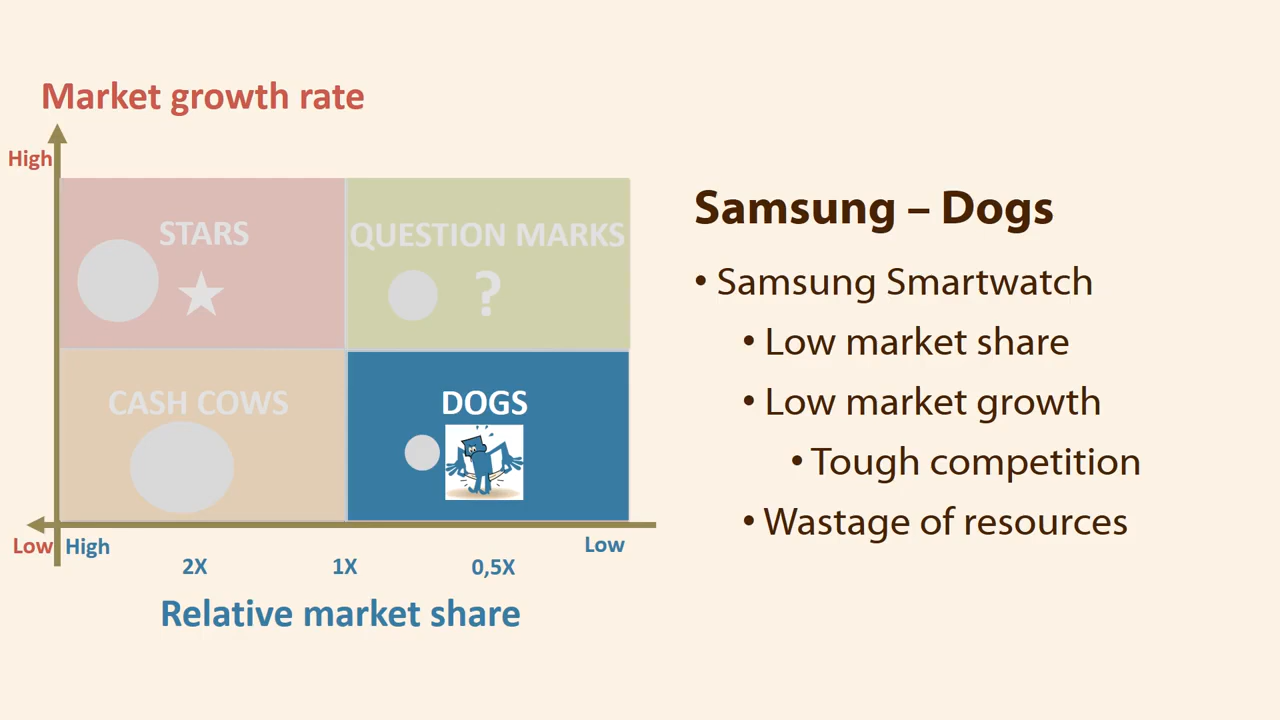 Market growth rate
High
STARS
QUESTION MARKS
?
CASH COWS
DOGS
Low
High
Low
2X
1X
0,5X
Relative market share
Samsung – Dogs
• Samsung Smartwatch
• Low market share
• Low market growth
• Tough competition
• Wastage of resources